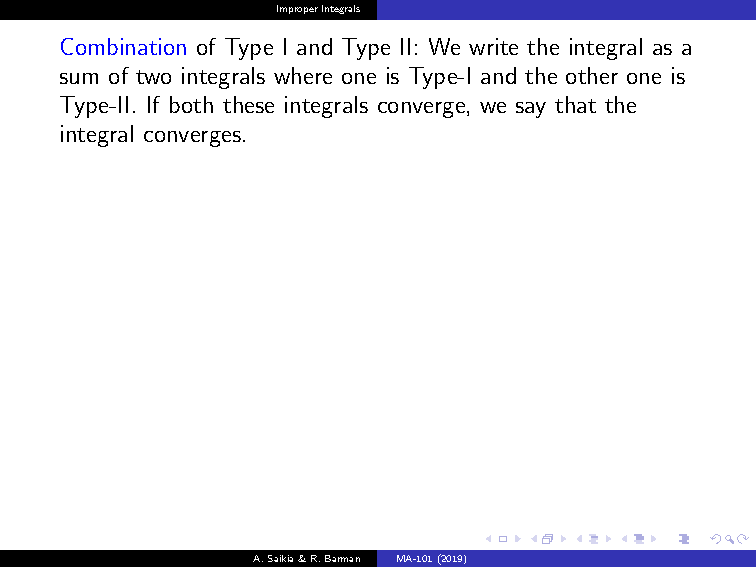 Improper Integrals
Combination of Type I and Type II: We write the integral as a
sum of two integrals where one is Type-I and the other one is
Type-II. If both these integrals converge, we say that the
integral converges.
A. Saikia & R. Barman MA-101 (2019)